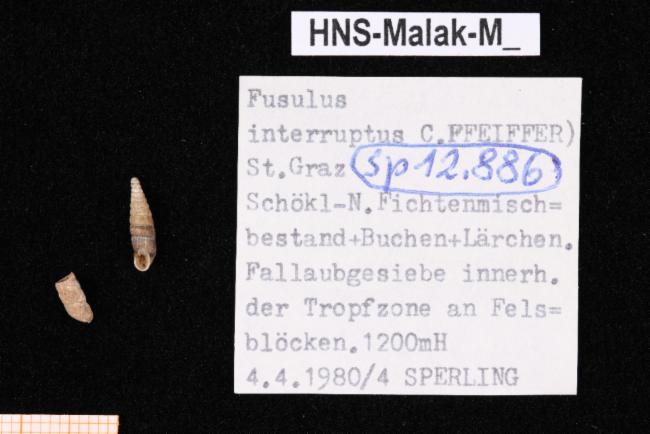 HNS-Malak-M_
Fusulus
interruptus C.PFEIFFER)
St.Graz sp12.886
Schökl-N.Fichtenmisch=
bestand+Buchen+Lärchen.
Fallaubgesiebe innerh.
der Tropfzone an Fels=
blöcken.1200mH
4.4.1980/4 SPERLING